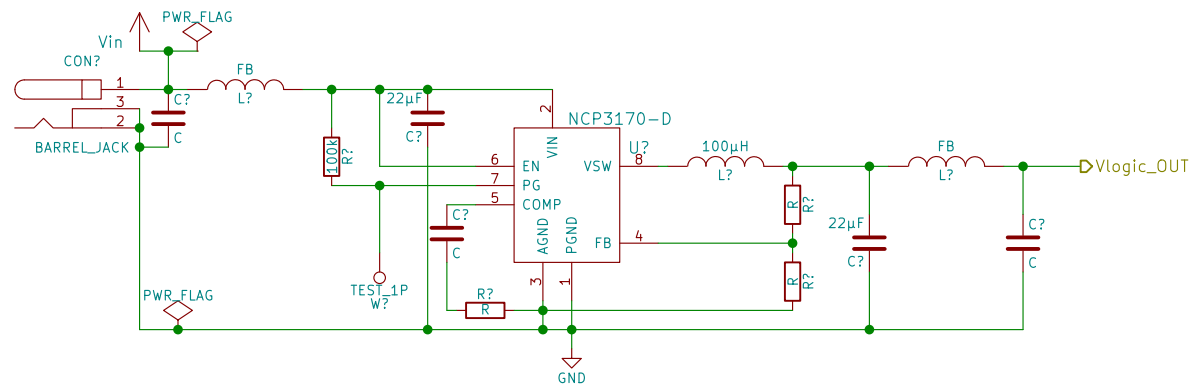 PWR_FLAG
Vin
CON?
1
3
2
BARREL_JACK
C?
C
FB
L?
22µF
C?
100k
R?
2
NCP3170-D
U?
VIN
6
EN
7
PG
5
COMP
VSW
8
FB
4
AGND
PGND
3
1
C?
C
TEST_1P
W?
R?
R
100µH
L?
R
R?
R
R?
22µF
C?
FB
L?
C?
C
Vlogic_OUT
PWR_FLAG
GND